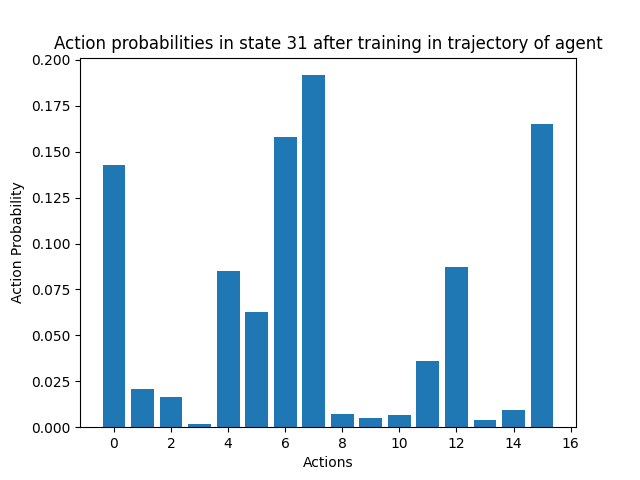 Action probabilities in state 31 after training in trajectory of agent
0.200
0.175
0.150
0.125
0.100
0.075
0.050
0.025
0.000
Action Probability
0 2 4 6 8 10 12 14 16
Actions